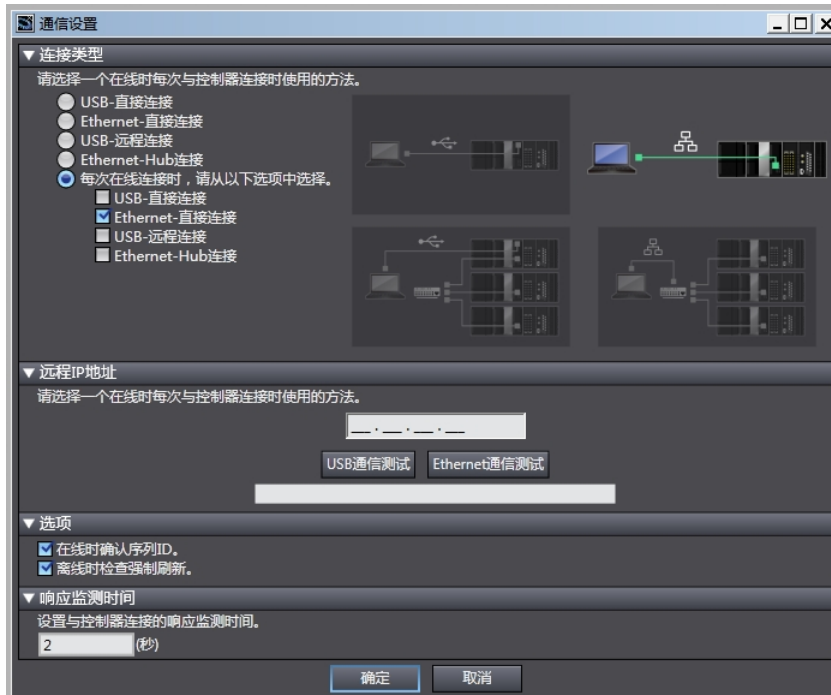 通信设置
▼连接类型
请选择一个在线时每次与控制器连接时使用的方法。
USB-直接连接
Ethernet-直接连接
USB-远程连接
Ethernet-Hub连接
每次在线连接时，请从以下选项中选择。
USB-直接连接
Ethernet-直接连接
USB-远程连接
Ethernet-Hub连接
▼远程IP地址
请选择一个在线时每次与控制器连接时使用的方法。
__.__.__.__
USB通信测试 Ethernet通信测试
▼选项
在线时确认序列ID。
离线时检查强制刷新。
▼响应监测时间
设置与控制器连接的响应监测时间。
2 (秒)
确定 取消